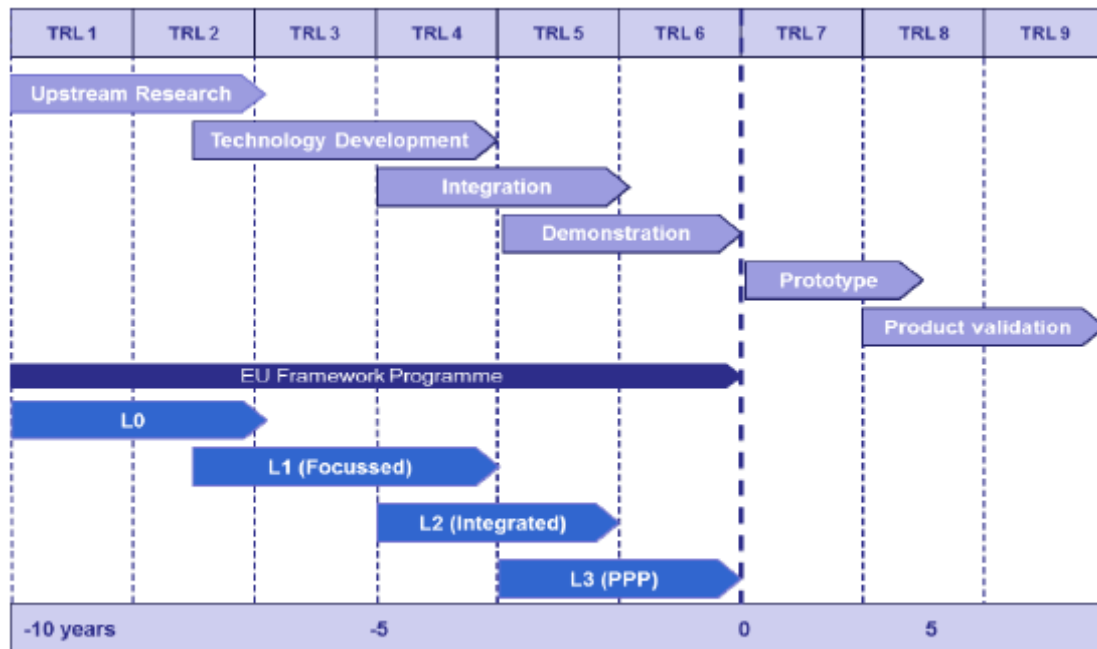 TRL 1 TRL 2 TRL 3 TRL 4 TRL 5 TRL 6 TRL 7 TRL 8 TRL 9
Upstream Research
Technology Development
Integration
Demonstration
Prototype
Product validation
EU Framework Programme
L0
L1 (Focussed)
L2 (Integrated)
L3 (PPP)
-10 years -5 0 5